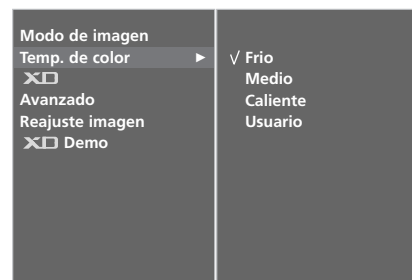 Modo de imagen
Temp. de color ►
XD
Avanzado
Reajuste imagen
XD Demo
√ Frio
Medio
Caliente
Usuario